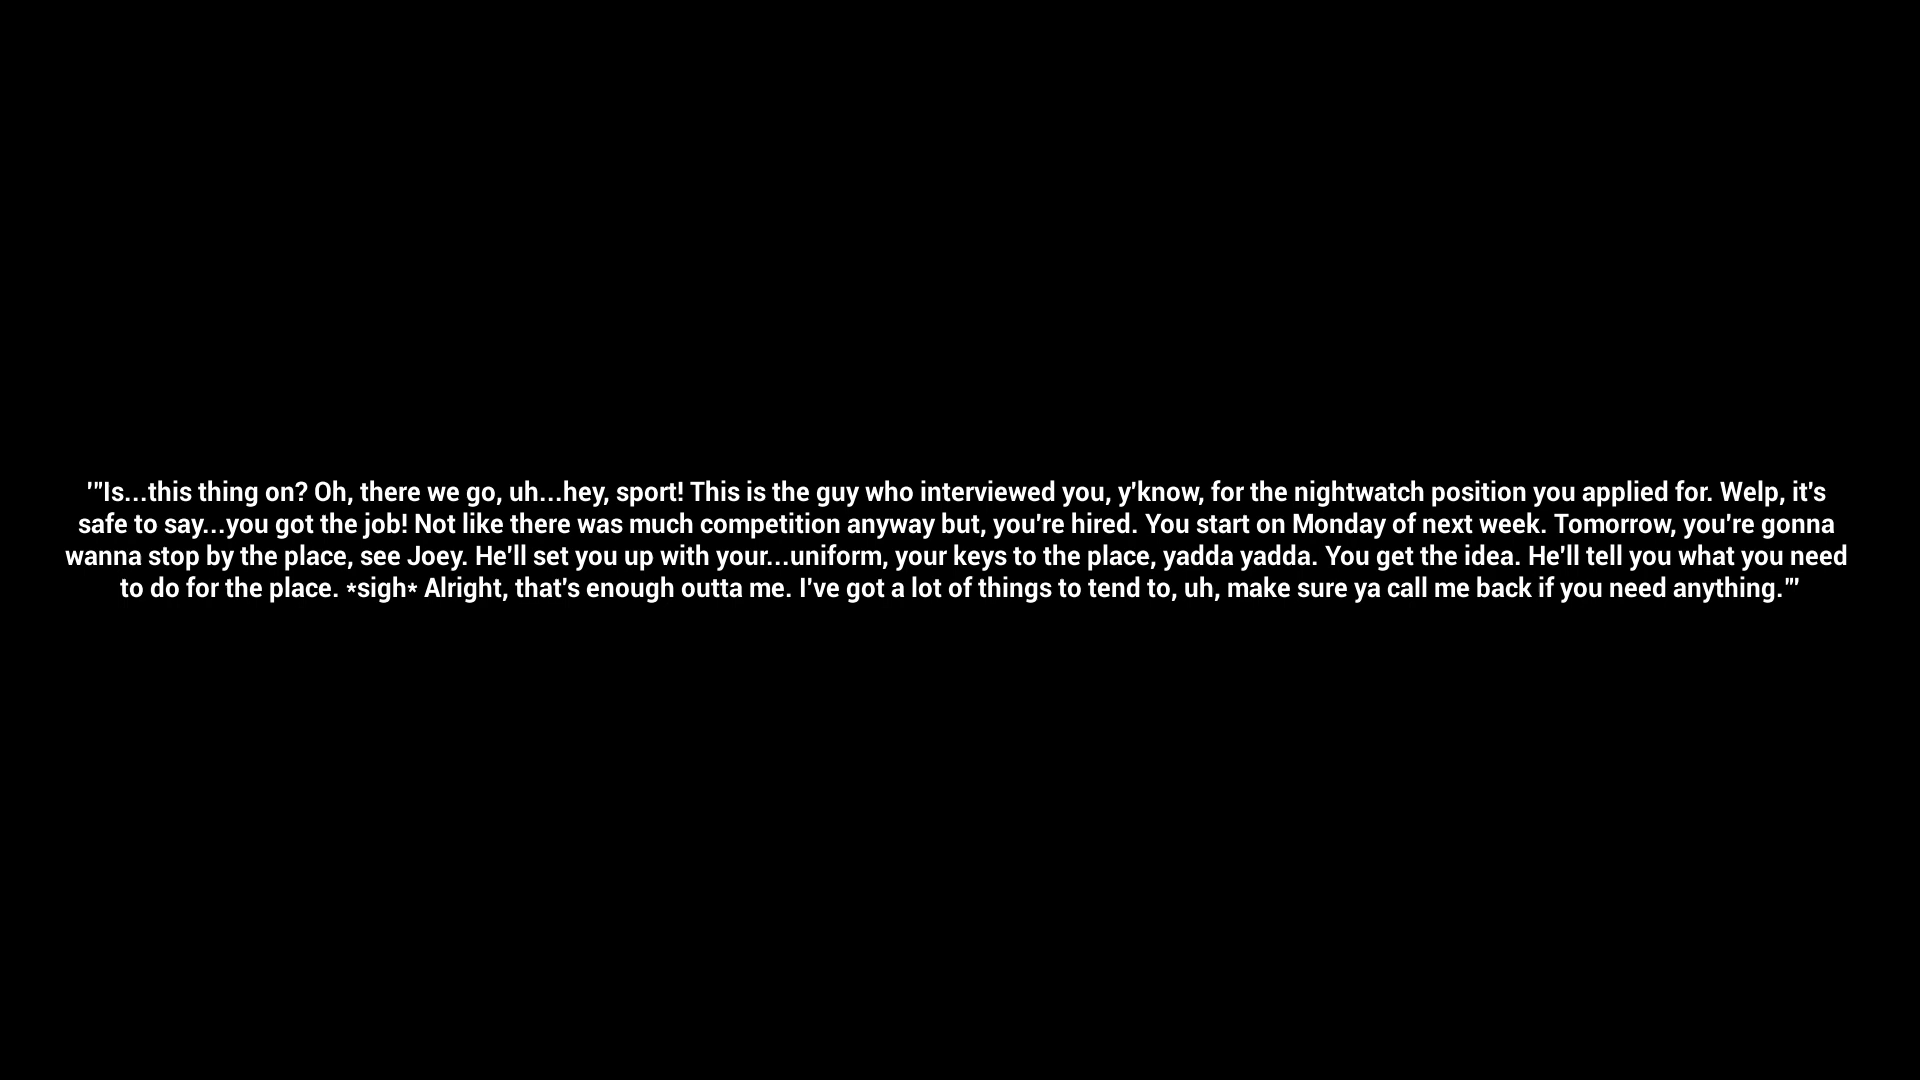 '"Is...this thing on? Oh, there we go, uh...hey, sport! This is the guy who interviewed you, y'know, for the nightwatch position you applied for. Welp, it's
safe to say...you got the job! Not like there was much competition anyway but, you're hired. You start on Monday of next week. Tomorrow, you're gonna
wanna stop by the place, see Joey. He'll set you up with your...uniform, your keys to the place, yadda yadda. You get the idea. He'll tell you what you need
to do for the place. *sigh* Alright, that's enough outta me. I've got a lot of things to tend to, uh, make sure ya call me back if you need anything."'